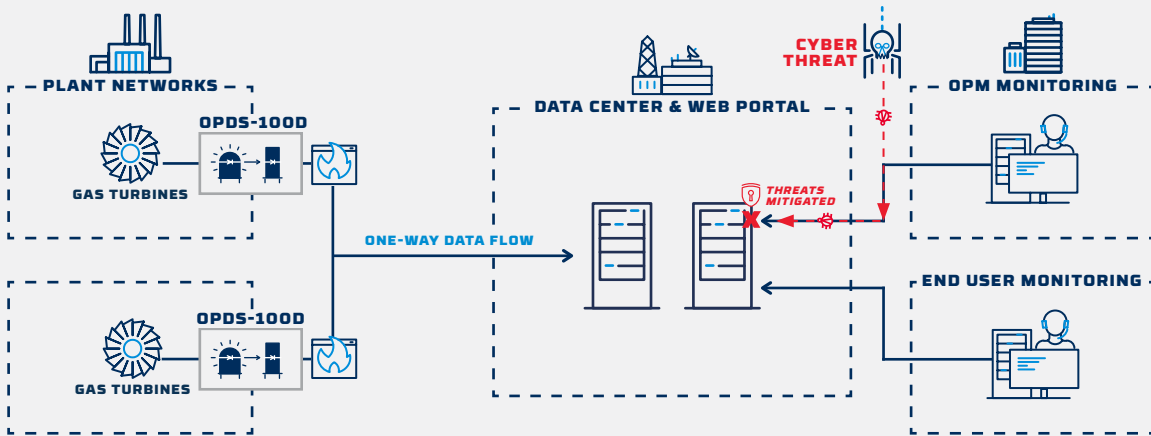 PLANT NETWORKS
OPDS-100D
GAS TURBINES
OPDS-100D
GAS TURBINES
ONE-WAY DATA FLOW
DATA CENTER & WEB PORTAL
CYBER
THREAT
THREATS
MITIGATED
OPM MONITORING
END USER MONITORING